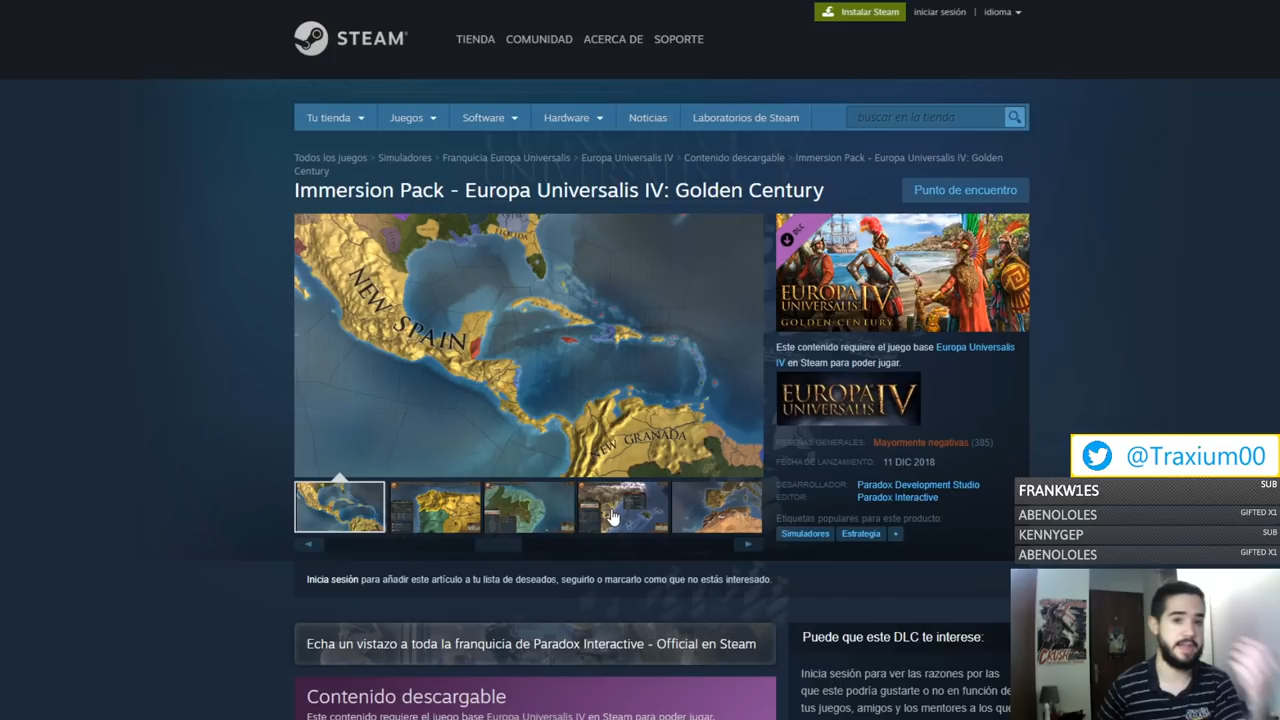 Instalar Steam iniciar sesión | idioma
STEAM
TIENDA COMUNIDAD ACERCA DE SOPORTE
Tu tienda Juegos Software Hardware Noticias Laboratorios de Steam
buscar en la tienda
Todos los juegos > Simuladores > Franquicia Europa Universalis > Europa Universalis IV > Contenido descargable > Immersion Pack - Europa Universalis IV: Golden
Century
Immersion Pack - Europa Universalis IV: Golden Century
Punto de encuentro
FLORIDA
NEW SPAIN
NEW GRANADA
DLC
EUROPA
UNIVERSALIS IV
GOLDEN CENTURY
Este contenido requiere el juego base Europa Universalis
IV en Steam para poder jugar.
EUROPA
UNIVERSALIS IV
RESEÑAS GENERALES: Mayormente negativas (385)
FECHA DE LANZAMIENTO: 11 DIC 2018
DESARROLLADOR: Paradox Development Studio
EDITOR: Paradox Interactive
Etiquetas populares para este producto:
Simuladores Estrategia +
@Traxium00
FRANKW1ES SUB
ABENOLOLES GIFTED X1
KENNYGEP SUB
ABENOLOLES GIFTED X1
Inicia sesión para añadir este artículo a tu lista de deseados, seguirlo o marcarlo como que no estás interesado.
Echa un vistazo a toda la franquicia de Paradox Interactive - Official en Steam
Puede que este DLC te interese:
Inicia sesión para ver las razones por las
que este podría gustarte o no en función de
tus juegos, amigos y los mentores a los que
Contenido descargable
Este contenido requiere el juego base Europa Universalis IV en Steam para poder jugar.
CRUSH